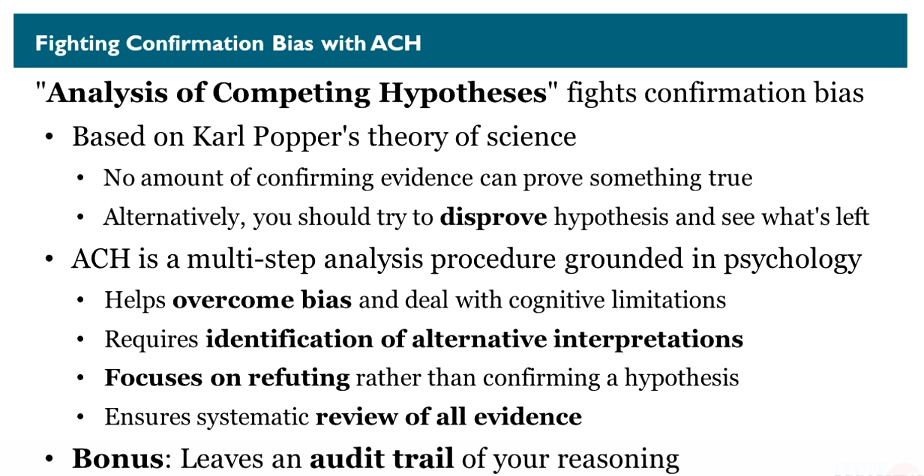 Fighting Confirmation Bias with ACH
"Analysis of Competing Hypotheses" fights confirmation bias
• Based on Karl Popper's theory of science
• No amount of confirming evidence can prove something true
• Alternatively, you should try to disprove hypothesis and see what's left
• ACH is a multi-step analysis procedure grounded in psychology
• Helps overcome bias and deal with cognitive limitations
• Requires identification of alternative interpretations
• Focuses on refuting rather than confirming a hypothesis
• Ensures systematic review of all evidence
• Bonus: Leaves an audit trail of your reasoning